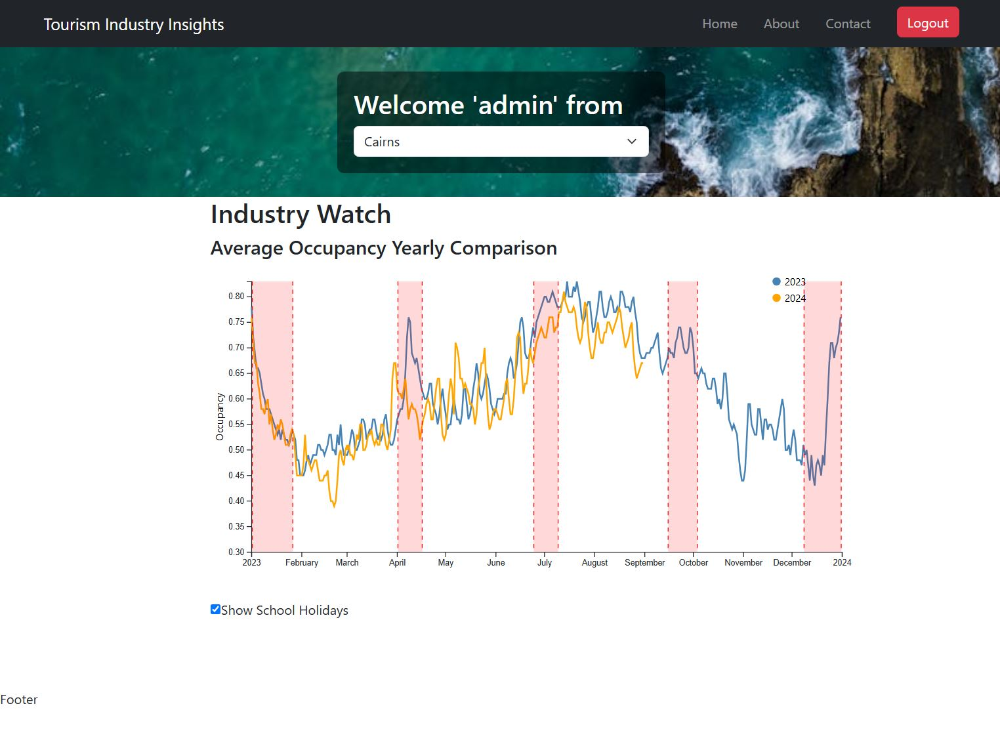 Tourism Industry Insights
Home About Contact Logout
Welcome 'admin' from
Cairns
Industry Watch
Average Occupancy Yearly Comparison
2023
2024
0.80
0.75
0.70
0.65
0.60
0.55
0.50
0.45
0.40
0.35
0.30
Occupancy
2023 February March April May June July August September October November December 2024
Show School Holidays
Footer